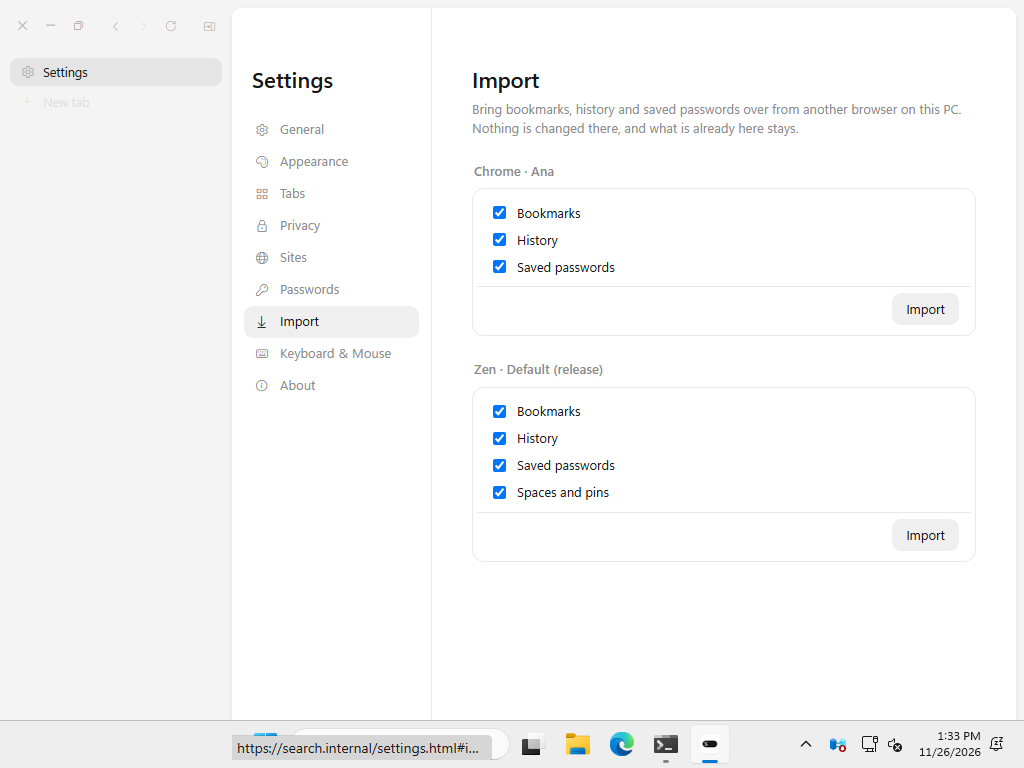 Settings
New tab
Settings
General
Appearance
Tabs
Privacy
Sites
Passwords
Import
Keyboard & Mouse
About
Import
Bring bookmarks, history and saved passwords over from another browser on this PC.
Nothing is changed there, and what is already here stays.
Chrome · Ana
Bookmarks
History
Saved passwords
Import
Zen · Default (release)
Bookmarks
History
Saved passwords
Spaces and pins
Import
https://search.internal/settings.html#i...
1:33 PM
11/26/2026